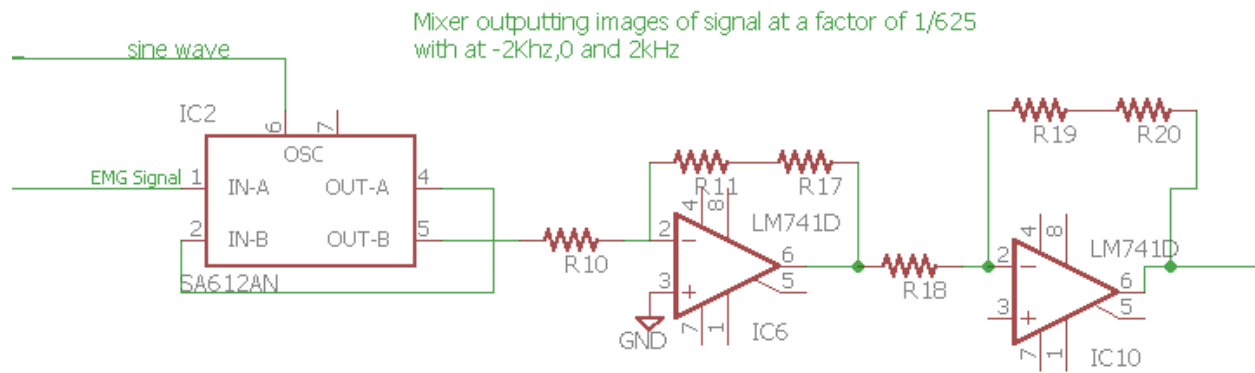 Mixer outputting images of signal at a factor of 1/625
with at -2Khz,0 and 2kHz
sine wave
IC2
6
7
OSC
EMG Signal
1
IN-A
OUT-A
4
2
IN-B
OUT-B
5
SA612AN
R10
R11
R17
4
8
LM741D
2
6
3
5
GND
7
1
IC6
R18
R19
R20
4
8
LM741D
2
6
3
5
7
1
IC10